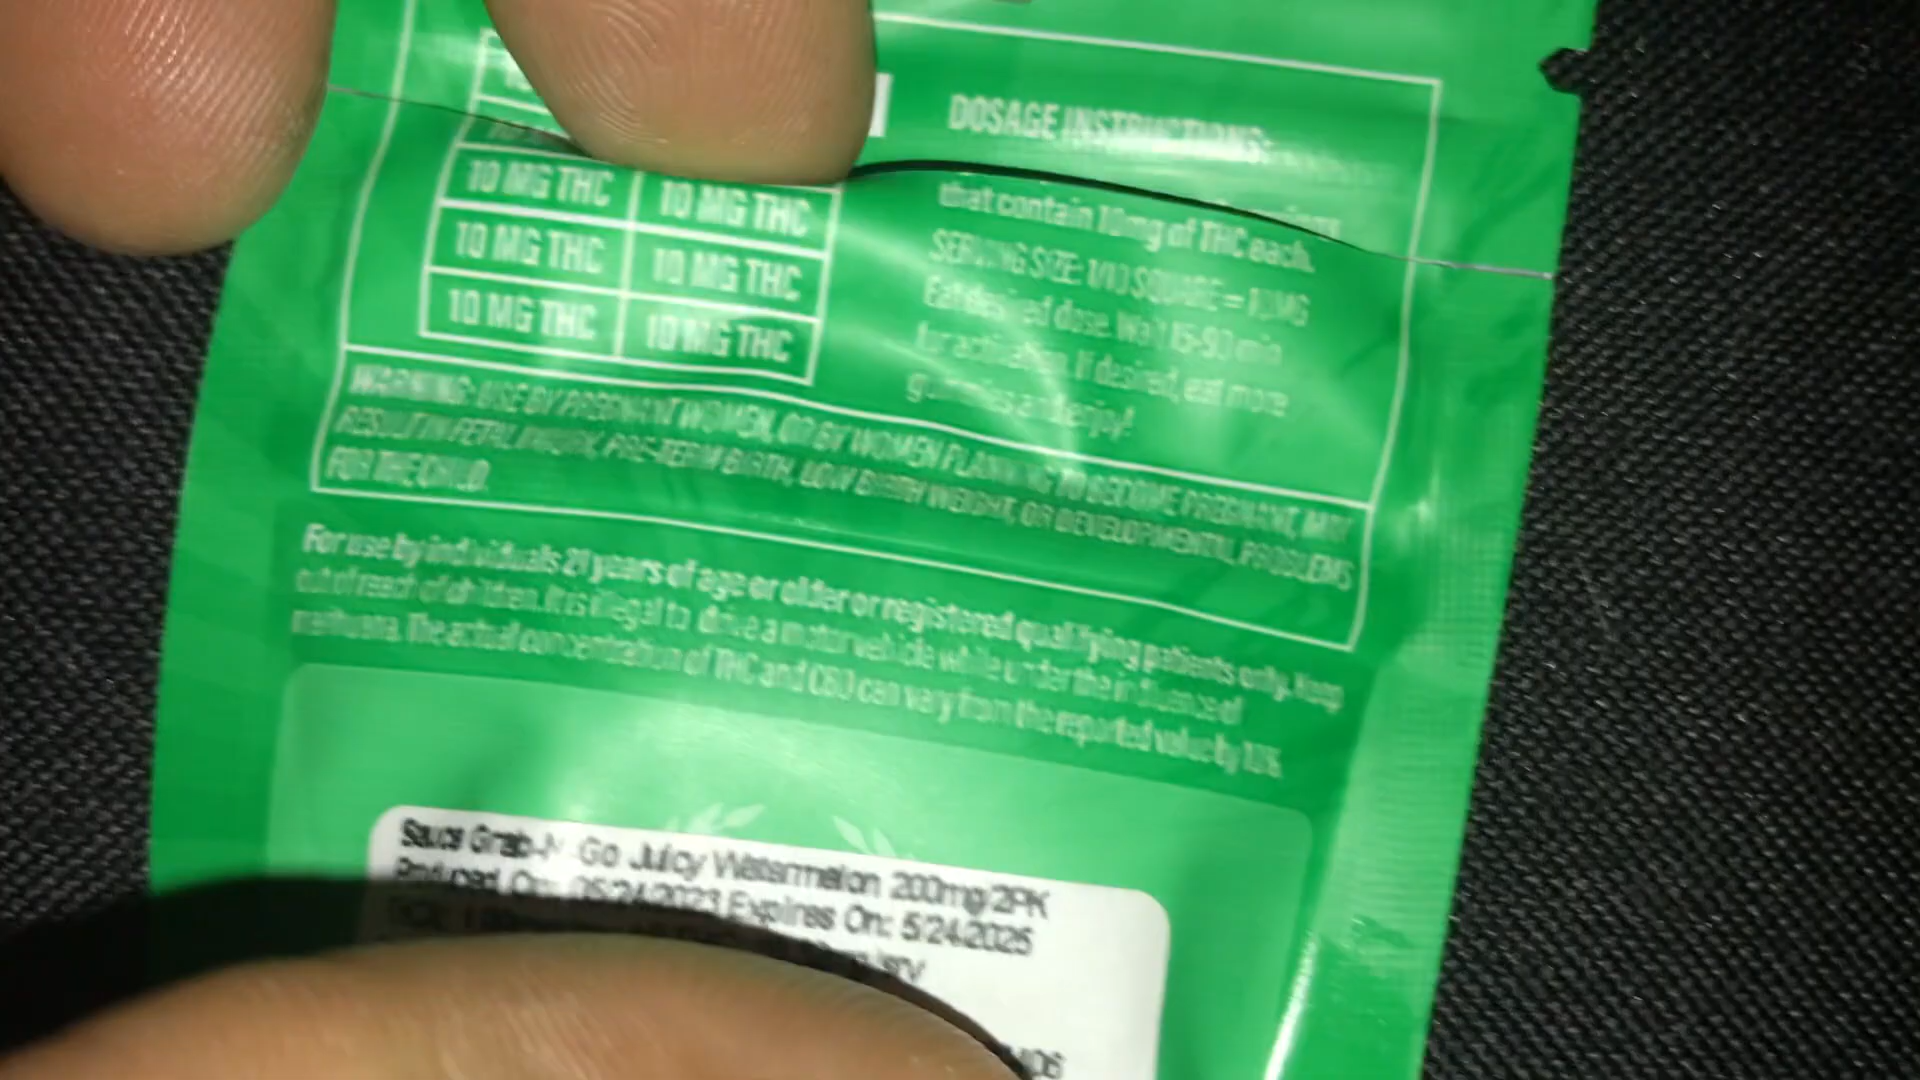 DOSAGE INSTRUCTIONS:
that contain 10mg of THC each.
SERVING SIZE: 1/10 SQUARE = 10MG
Eat desired dose. Wait 15-90 min
for activation. If desired, eat more
gummies and enjoy!
10 MG THC 10 MG THC
10 MG THC 10 MG THC
10 MG THC 10 MG THC
WARNING: USE BY PREGNANT WOMEN, OR BY WOMEN PLANNING TO BECOME PREGNANT, MAY
RESULT IN FETAL INJURY, PRE-TERM BIRTH, LOW BIRTH WEIGHT, OR DEVELOPMENTAL PROBLEMS
FOR THE CHILD.
For use by individuals 21 years of age or older or registered qualifying patients only. Keep
out of reach of children. It is illegal to drive a motor vehicle while under the influence of
marihuana. The actual concentration of THC and CBD can vary from the reported value by 10%.
Sauce Grab-N-Go Juicy Watermelon 200mg/2PK
Produced On: 05/24/2023 Expires On: 5/24/2025